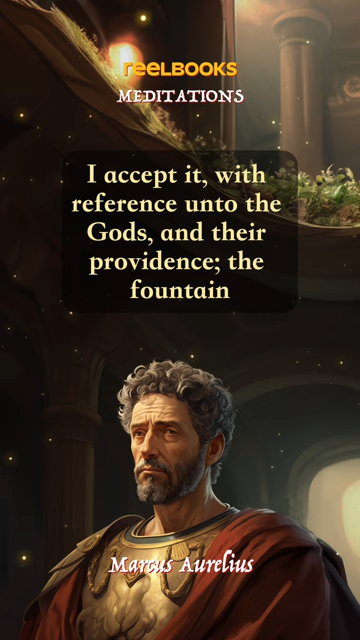 reelbooks
MEDITATIONS
I accept it, with
reference unto the
Gods, and their
providence; the
fountain
Marcus Aurelius